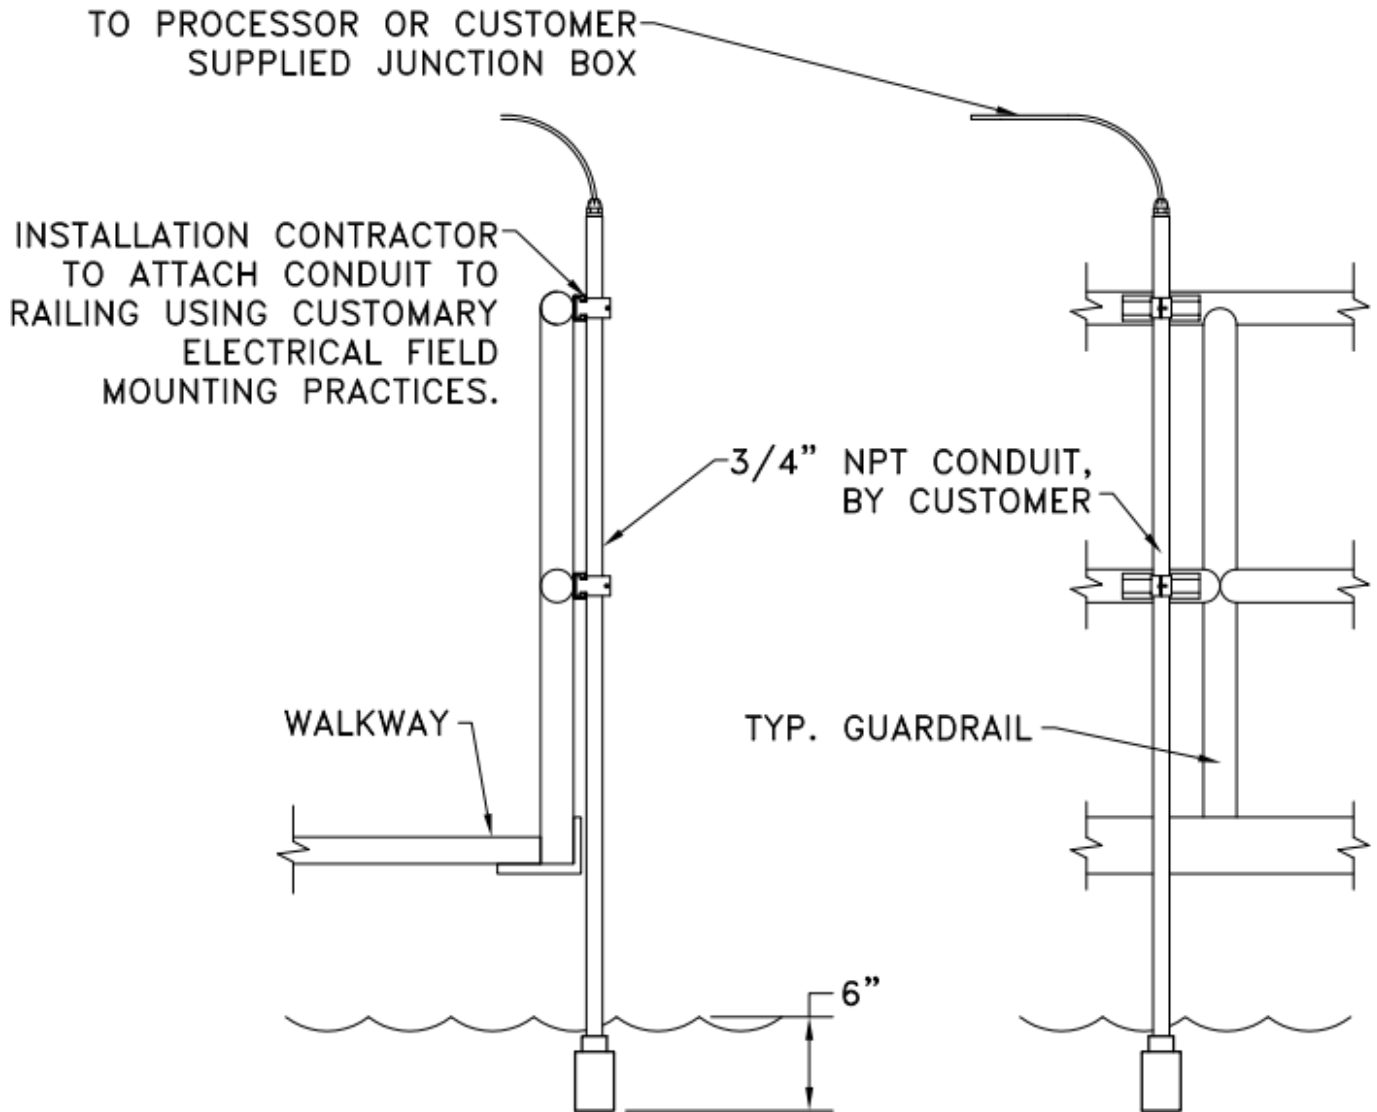 TO PROCESSOR OR CUSTOMER
SUPPLIED JUNCTION BOX
INSTALLATION CONTRACTOR
TO ATTACH CONDUIT TO
RAILING USING CUSTOMARY
ELECTRICAL FIELD
MOUNTING PRACTICES.
3/4” NPT CONDUIT,
BY CUSTOMER
WALKWAY
TYP. GUARDRAIL
6”